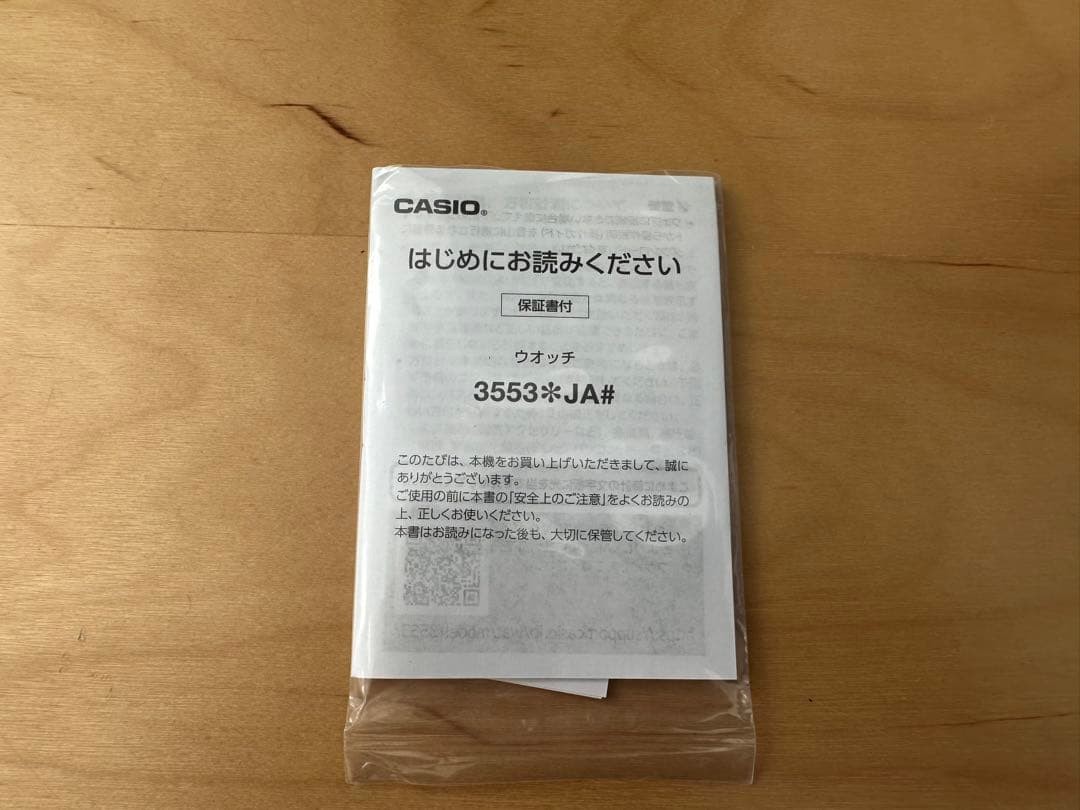 CASIO®
はじめにお読みください
保証書付
ウオッチ
3553＊JA#
このたびは、本機をお買い上げいただきまして、誠に
ありがとうございます。
ご使用の前に本書の「安全上のご注意」をよくお読みの
上、正しくお使いください。
本書はお読みになった後も、大切に保管してください。